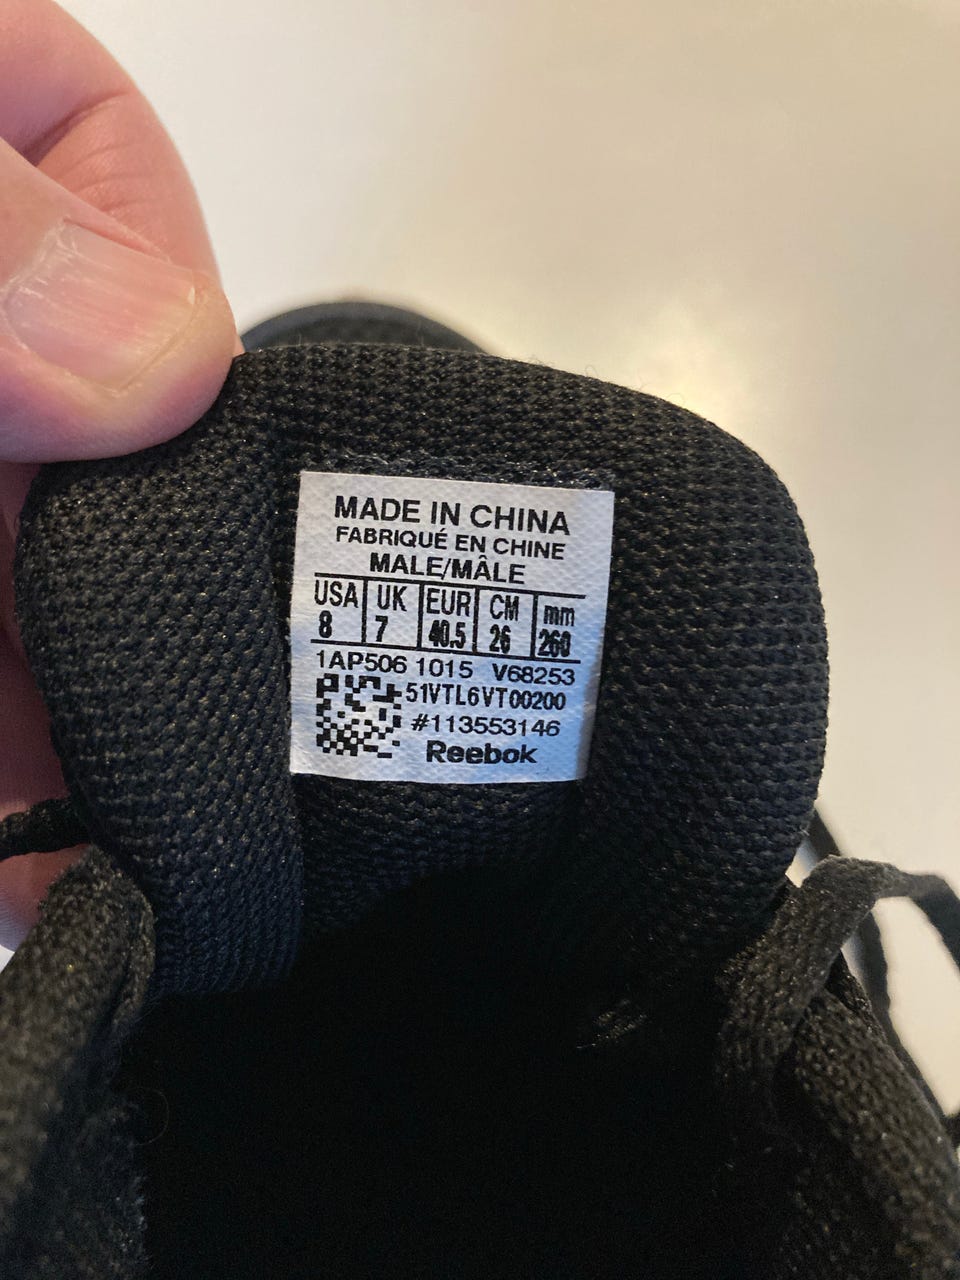 MADE IN CHINA
FABRIQUÉ EN CHINE
MALE/MÂLE
USA UK EUR CM mm
8 7 40.5 26 260
1AP506 1015 V68253
51VTL6VT00200
#113553146
Reebok